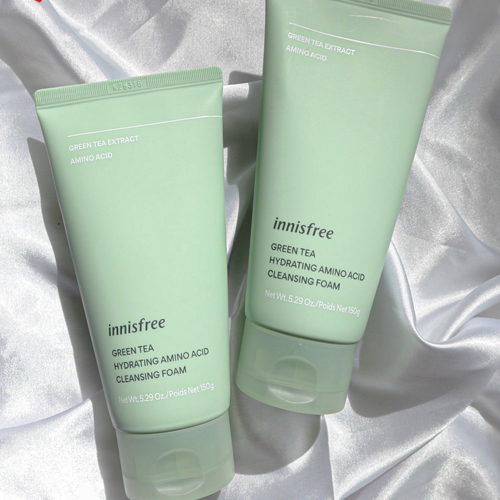 GREEN TEA EXTRACT
AMINO ACID
innisfree
GREEN TEA
HYDRATING AMINO ACID
CLEANSING FOAM
Net Wt. 5.29 Oz./Poids Net 150g
GREEN TEA EXTRACT
AMINO ACID
innisfree
GREEN TEA
HYDRATING AMINO ACID
CLEANSING FOAM
Net Wt. 5.29 Oz./Poids Net 150g